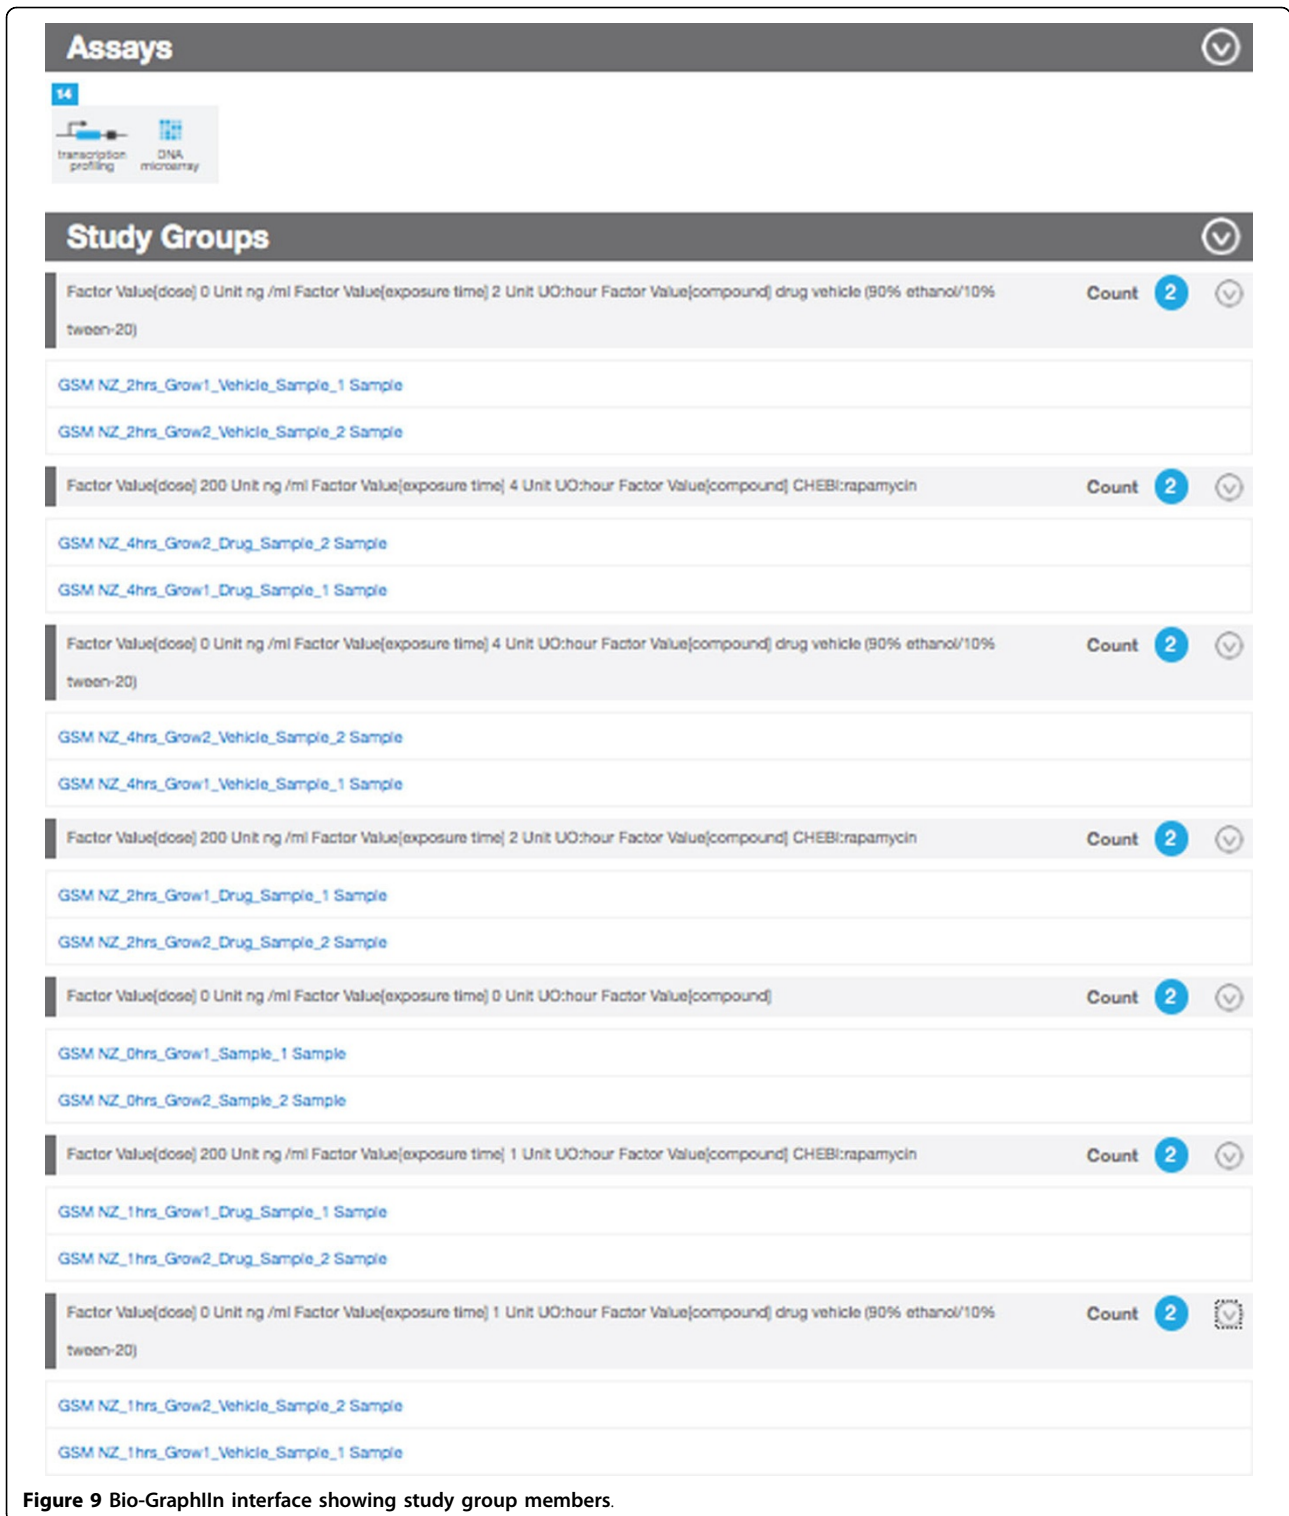 Assays
14
transcription
profiling
DNA
microarray
Study Groups
Factor Value[dose] 0 Unit ng /ml Factor Value[exposure time] 2 Unit UO:hour Factor Value[compound] drug vehicle (90% ethanol/10%
tween-20)
Count 2
GSM NZ_2hrs_Grow1_Vehicle_Sample_1 Sample
GSM NZ_2hrs_Grow2_Vehicle_Sample_2 Sample
Factor Value[dose] 200 Unit ng /ml Factor Value[exposure time] 4 Unit UO:hour Factor Value[compound] CHEBI:rapamycin
Count 2
GSM NZ_4hrs_Grow2_Drug_Sample_2 Sample
GSM NZ_4hrs_Grow1_Drug_Sample_1 Sample
Factor Value[dose] 0 Unit ng /ml Factor Value[exposure time] 4 Unit UO:hour Factor Value[compound] drug vehicle (90% ethanol/10%
tween-20)
Count 2
GSM NZ_4hrs_Grow2_Vehicle_Sample_2 Sample
GSM NZ_4hrs_Grow1_Vehicle_Sample_1 Sample
Factor Value[dose] 200 Unit ng /ml Factor Value[exposure time] 2 Unit UO:hour Factor Value[compound] CHEBI:rapamycin
Count 2
GSM NZ_2hrs_Grow1_Drug_Sample_1 Sample
GSM NZ_2hrs_Grow2_Drug_Sample_2 Sample
Factor Value[dose] 0 Unit ng /ml Factor Value[exposure time] 0 Unit UO:hour Factor Value[compound]
Count 2
GSM NZ_0hrs_Grow1_Sample_1 Sample
GSM NZ_0hrs_Grow2_Sample_2 Sample
Factor Value[dose] 200 Unit ng /ml Factor Value[exposure time] 1 Unit UO:hour Factor Value[compound] CHEBI:rapamycin
Count 2
GSM NZ_1hrs_Grow1_Drug_Sample_1 Sample
GSM NZ_1hrs_Grow2_Drug_Sample_2 Sample
Factor Value[dose] 0 Unit ng /ml Factor Value[exposure time] 1 Unit UO:hour Factor Value[compound] drug vehicle (90% ethanol/10%
tween-20)
Count 2
GSM NZ_1hrs_Grow2_Vehicle_Sample_2 Sample
GSM NZ_1hrs_Grow1_Vehicle_Sample_1 Sample
Figure 9 Bio-GraphIIn interface showing study group members.